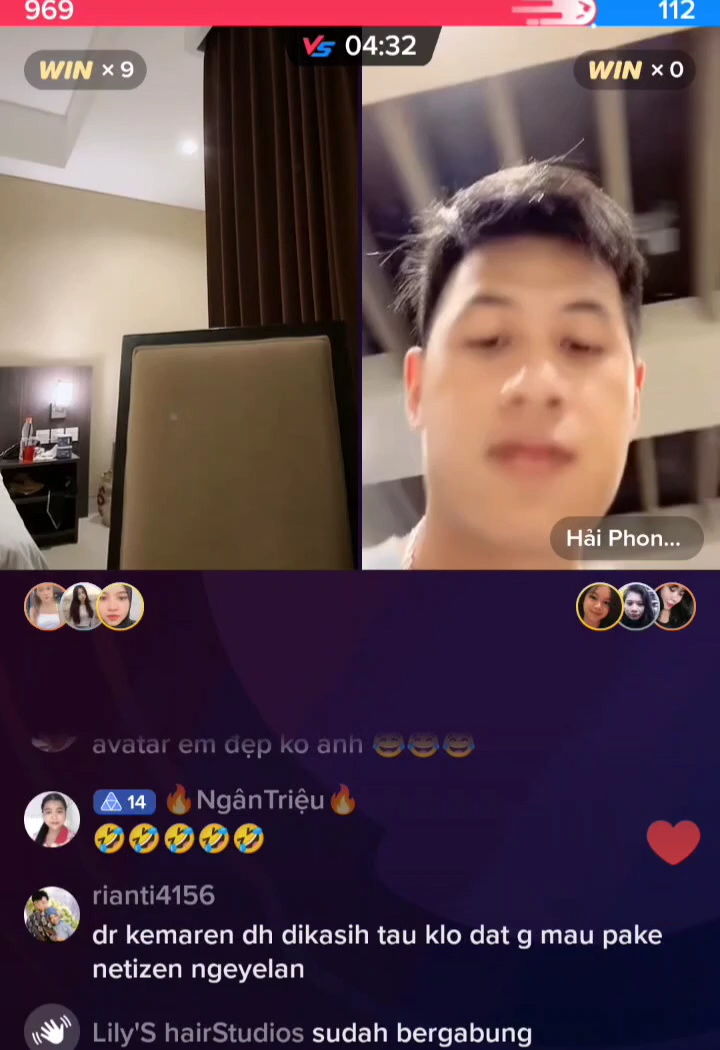 969
112
VS 04:32
WIN × 9
WIN × 0
Hải Phon...
avatar em đẹp ko anh 😂😂😂
14 🔥NgânTriệu🔥
🤣🤣🤣🤣🤣
rianti4156
dr kemaren dh dikasih tau klo dat g mau pake
netizen ngeyelan
Lily'S hairStudios sudah bergabung